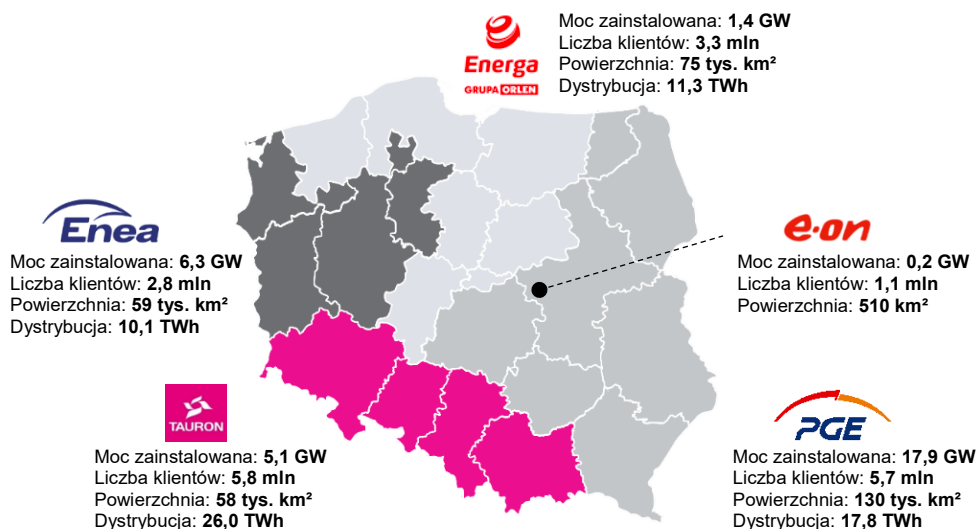 Energa
GRUPA ORLEN
Moc zainstalowana: 1,4 GW
Liczba klientów: 3,3 mln
Powierzchnia: 75 tys. km²
Dystrybucja: 11,3 TWh
Enea
Moc zainstalowana: 6,3 GW
Liczba klientów: 2,8 mln
Powierzchnia: 59 tys. km²
Dystrybucja: 10,1 TWh
e·on
Moc zainstalowana: 0,2 GW
Liczba klientów: 1,1 mln
Powierzchnia: 510 km²
TAURON
Moc zainstalowana: 5,1 GW
Liczba klientów: 5,8 mln
Powierzchnia: 58 tys. km²
Dystrybucja: 26,0 TWh
PGE
Moc zainstalowana: 17,9 GW
Liczba klientów: 5,7 mln
Powierzchnia: 130 tys. km²
Dystrybucja: 17,8 TWh